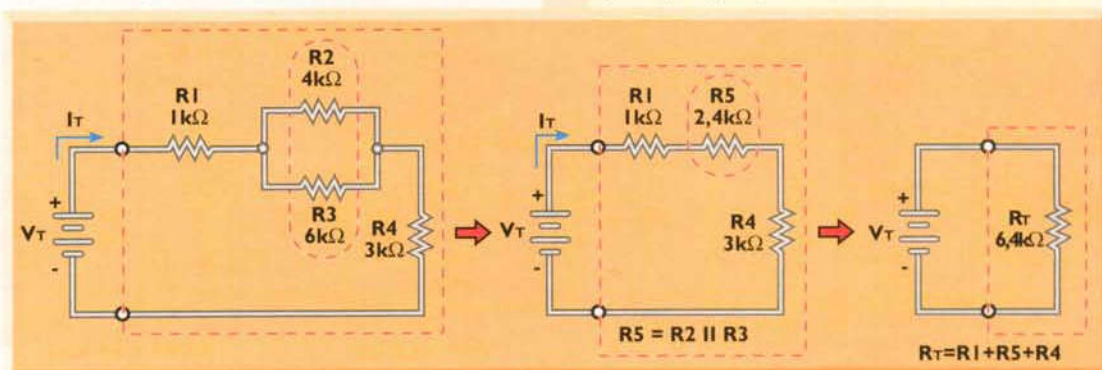 R1
1kΩ
R2
4kΩ
R3
6kΩ
R4
3kΩ
IT
+
VT
-
R1
1kΩ
R5
2,4kΩ
IT
R4
3kΩ
+
VT
-
R5 = R2 II R3
+
VT
-
RT
6,4kΩ
RT=R1+R5+R4